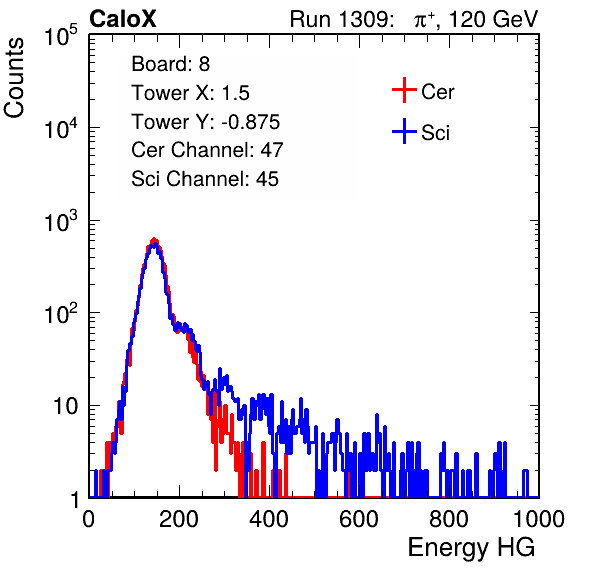 CaloX Run 1309: π⁺, 120 GeV
Counts
Board: 8
Tower X: 1.5
Tower Y: -0.875
Cer Channel: 47
Sci Channel: 45
Cer
Sci
10⁵
10⁴
10³
10²
10
1
0 200 400 600 800 1000
Energy HG